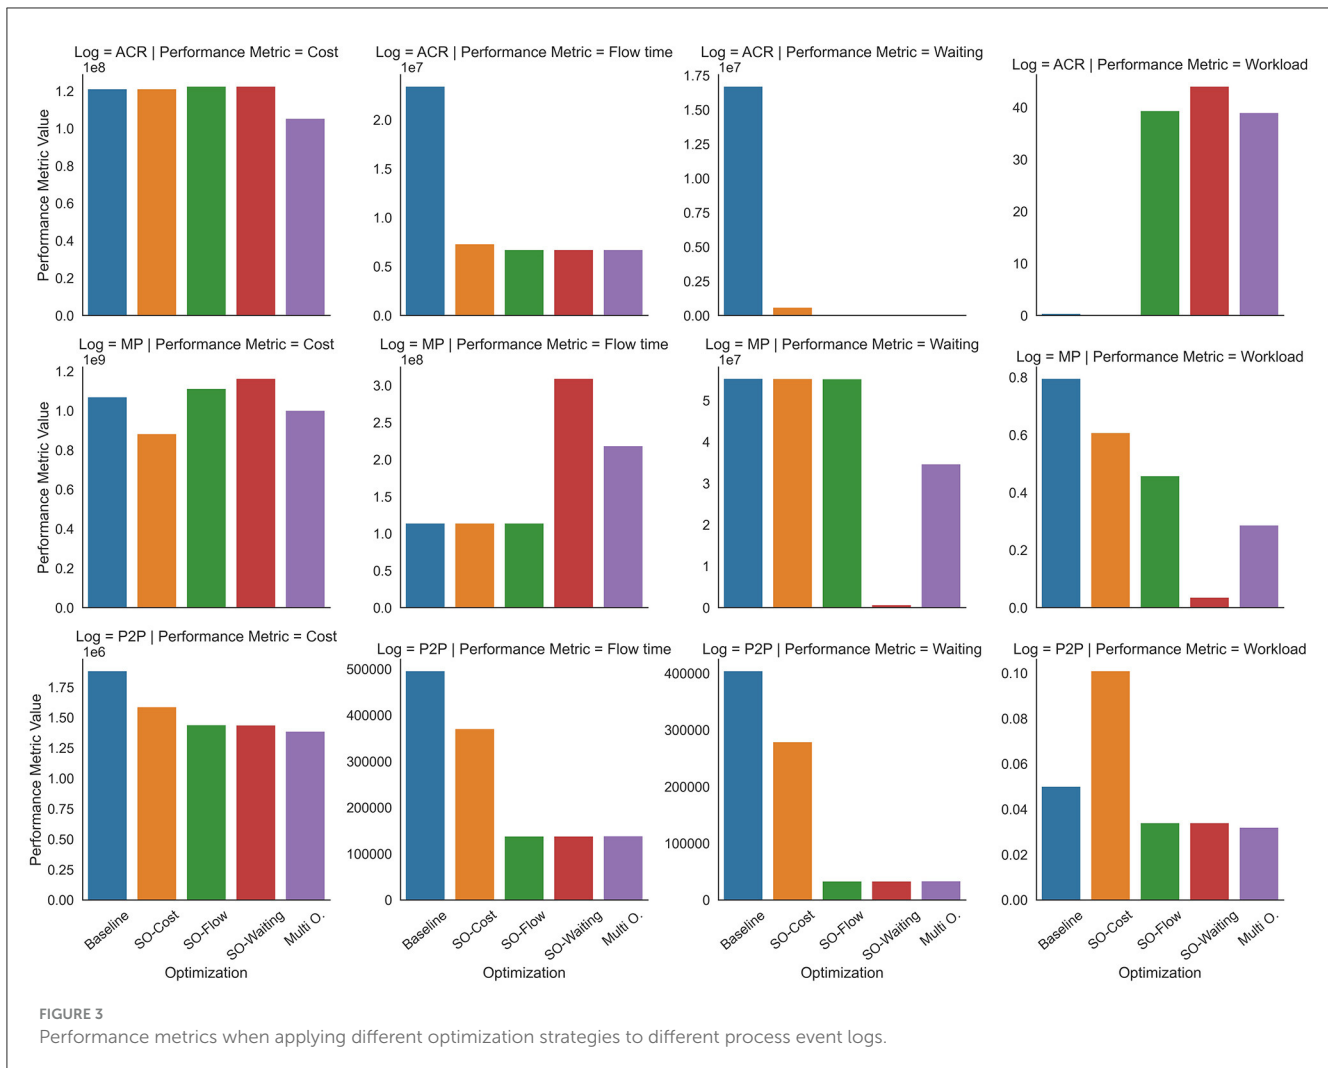 Log = ACR | Performance Metric = Cost
1e8
1.2
1.0
0.8
0.6
0.4
0.2
0.0
Performance Metric Value
Log = ACR | Performance Metric = Flow time
1e7
2.0
1.5
1.0
0.5
0.0
Log = ACR | Performance Metric = Waiting
1e7
1.75
1.50
1.25
1.00
0.75
0.50
0.25
0.00
Log = ACR | Performance Metric = Workload
40
30
20
10
0
Log = MP | Performance Metric = Cost
1e9
1.2
1.0
0.8
0.6
0.4
0.2
0.0
Performance Metric Value
Log = MP | Performance Metric = Flow time
1e8
3.0
2.5
2.0
1.5
1.0
0.5
0.0
Log = MP | Performance Metric = Waiting
1e7
5
4
3
2
1
0
Log = MP | Performance Metric = Workload
0.8
0.6
0.4
0.2
0.0
Log = P2P | Performance Metric = Cost
1e6
1.75
1.50
1.25
1.00
0.75
0.50
0.25
0.00
Performance Metric Value
Baseline
SO-Cost
SO-Flow
SO-Waiting
Multi O.
Optimization
Log = P2P | Performance Metric = Flow time
500000
400000
300000
200000
100000
0
Baseline
SO-Cost
SO-Flow
SO-Waiting
Multi O.
Optimization
Log = P2P | Performance Metric = Waiting
400000
300000
200000
100000
0
Baseline
SO-Cost
SO-Flow
SO-Waiting
Multi O.
Optimization
Log = P2P | Performance Metric = Workload
0.10
0.08
0.06
0.04
0.02
0.00
Baseline
SO-Cost
SO-Flow
SO-Waiting
Multi O.
Optimization
FIGURE 3
Performance metrics when applying different optimization strategies to different process event logs.